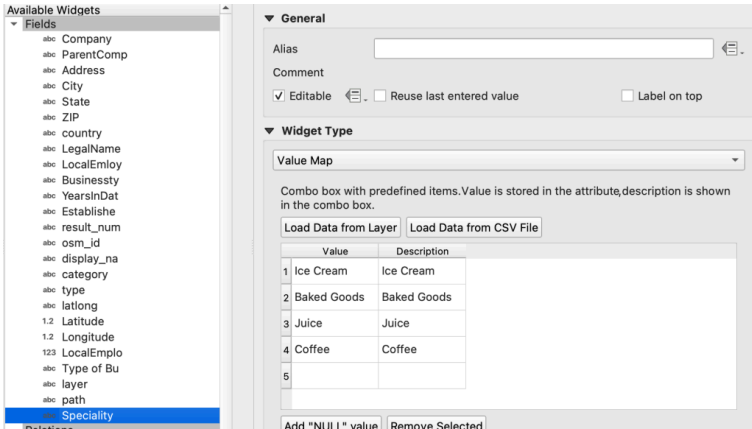 Available Widgets
Fields
abc Company
abc ParentComp
abc Address
abc City
abc State
abc ZIP
abc country
abc LegalName
abc LocalEmloy
abc Businessty
abc YearsInDat
abc Establishe
abc result_num
abc osm_id
abc display_na
abc category
abc type
abc latlong
1.2 Latitude
1.2 Longitude
123 LocalEmplo
abc Type of Bu
abc layer
abc path
abc Speciality
Relations
General
Alias
Comment
Editable
Reuse last entered value
Label on top
Widget Type
Value Map
Combo box with predefined items.Value is stored in the attribute,description is shown
in the combo box.
Load Data from Layer Load Data from CSV File
Value Description
1 Ice Cream Ice Cream
2 Baked Goods Baked Goods
3 Juice Juice
4 Coffee Coffee
5
Add "NULL" value Remove Selected